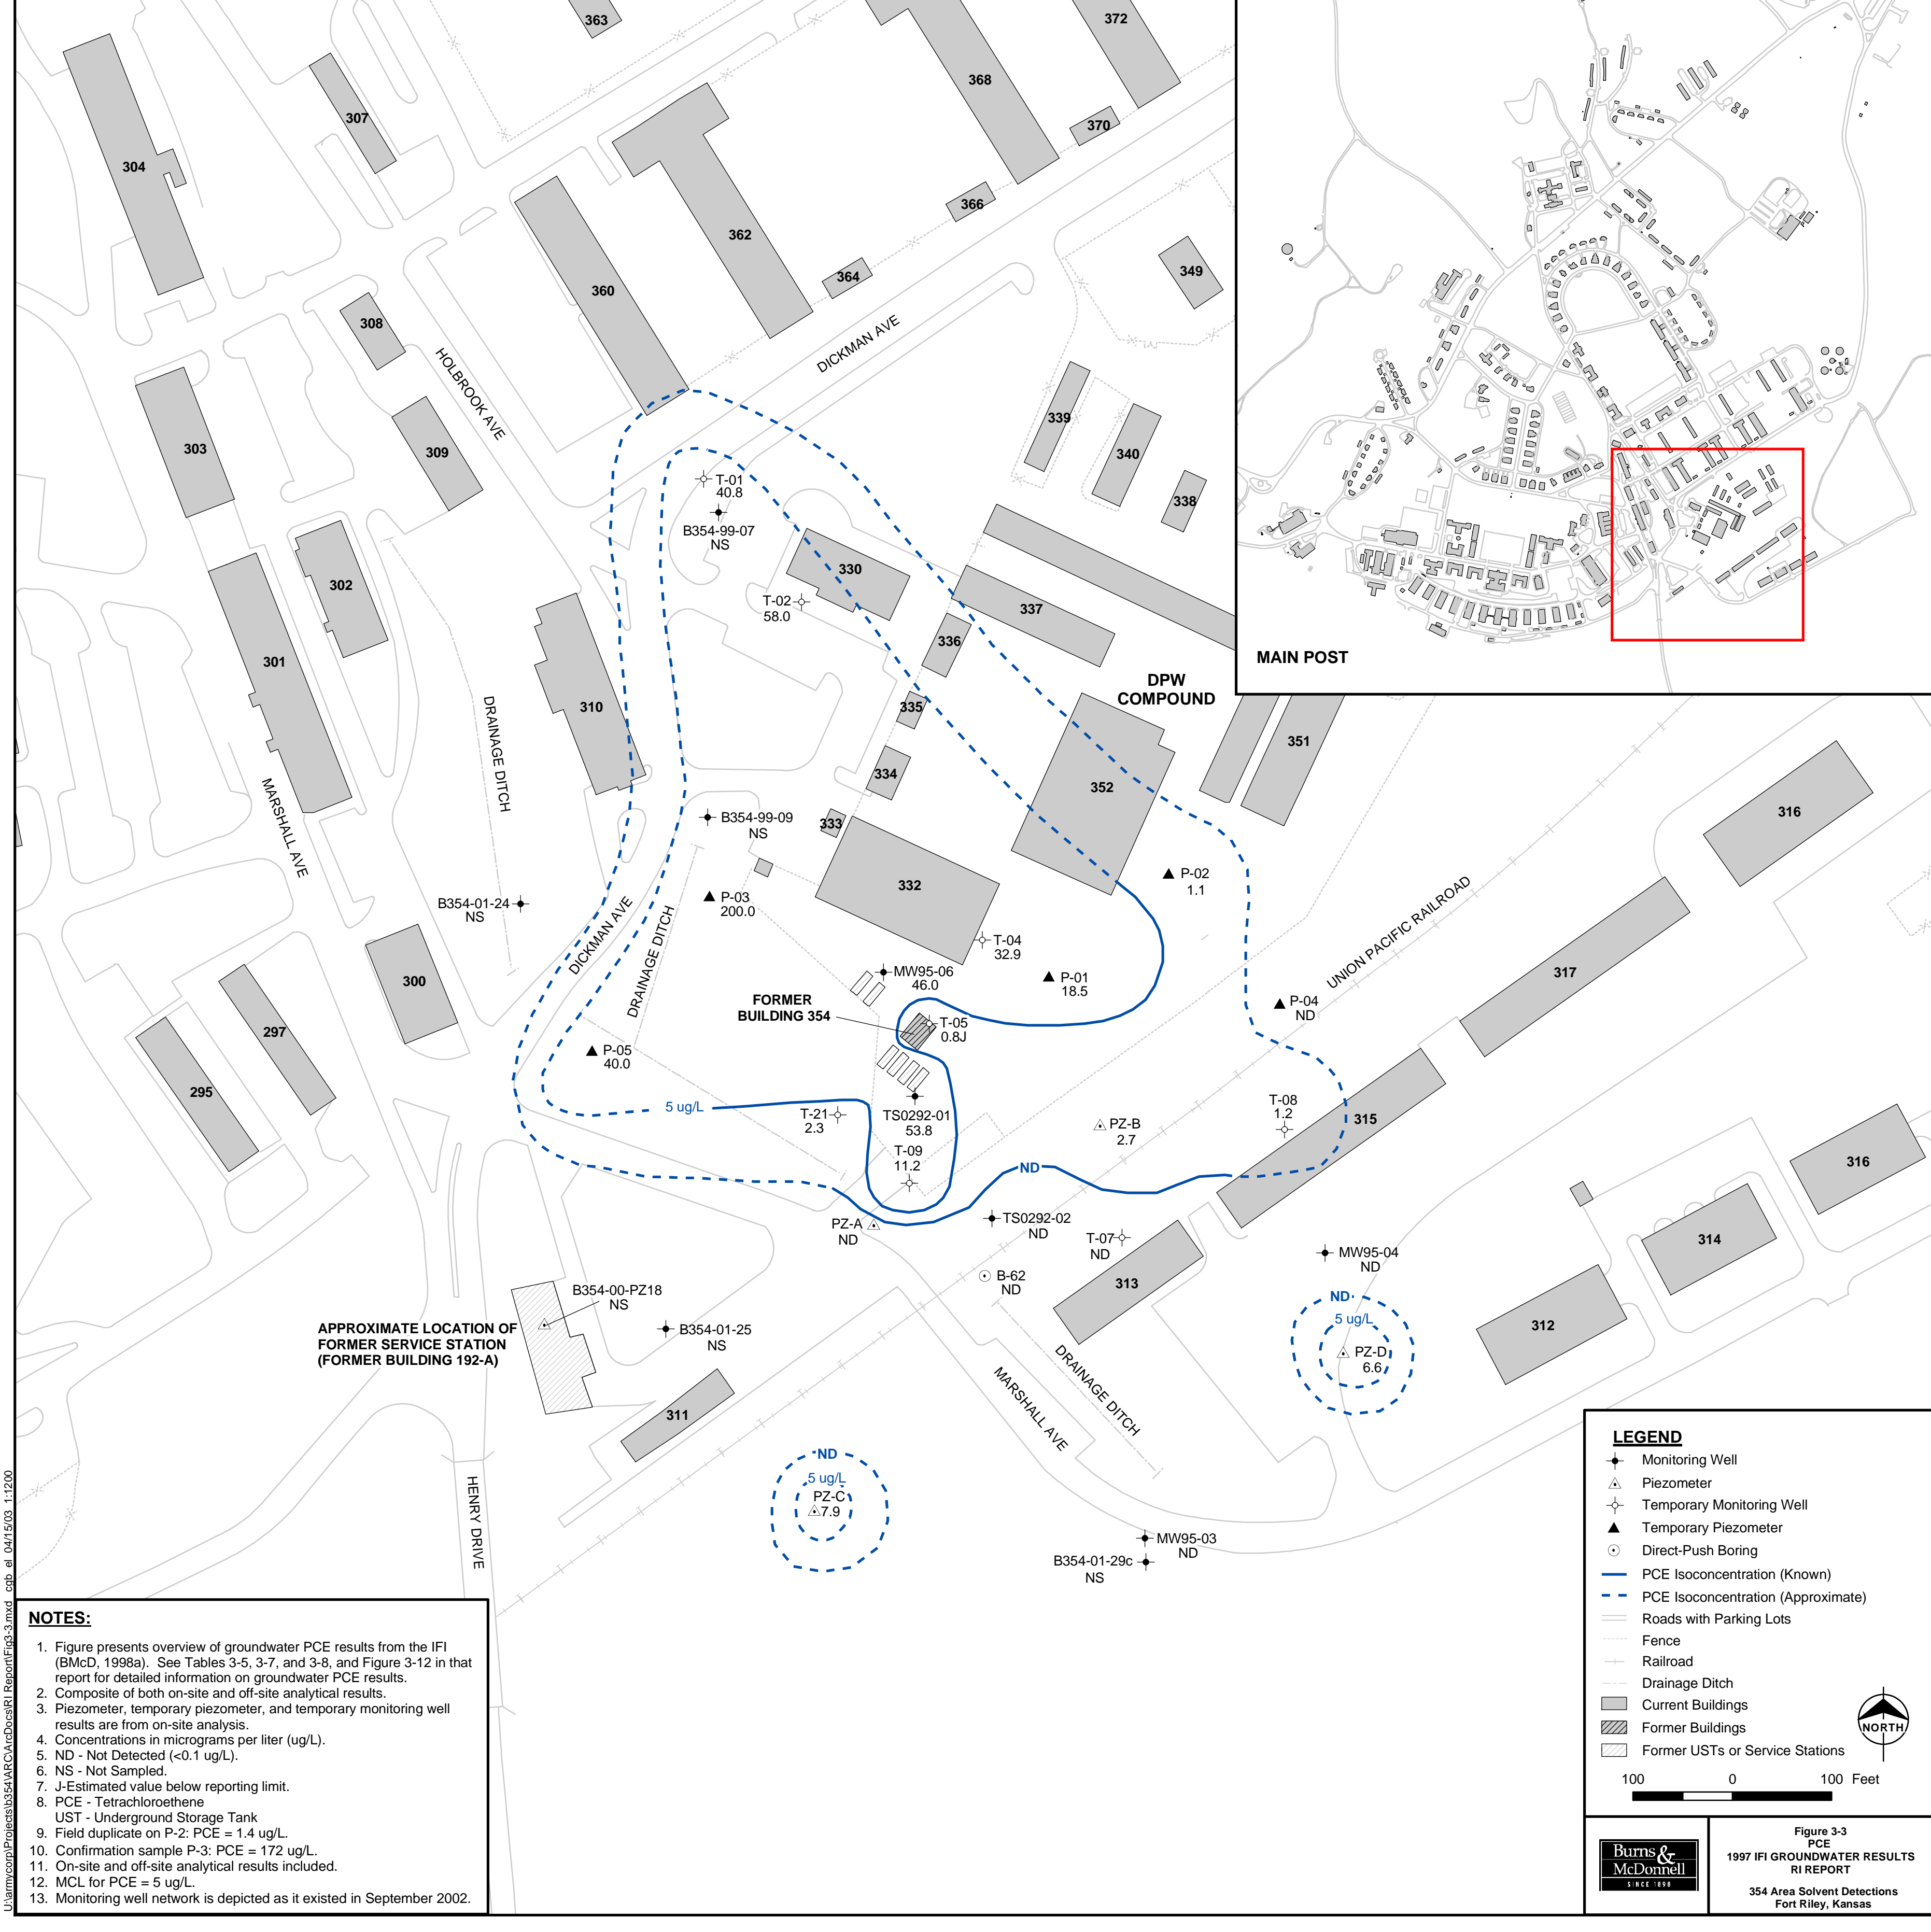 363
372
368
307
370
304
366
362
349
364
360
308
DICKMAN AVE
HOLBROOK AVE
339
309
303
340
338
T-01
40.8
B354-99-07
NS
330
302
T-02
58.0
337
336
301
MAIN POST
DPW
COMPOUND
310
335
DRAINAGE DITCH
351
334
352
316
MARSHALL AVE
333
B354-99-09
NS
P-02
1.1
332
P-03
200.0
B354-01-24
NS
UNION PACIFIC RAILROAD
DICKMAN AVE
DRAINAGE DITCH
T-04
32.9
317
300
MW95-06
46.0
P-01
18.5
FORMER
BUILDING 354
P-04
ND
T-05
0.8J
297
P-05
40.0
295
5 ug/L
T-21
2.3
TS0292-01
53.8
PZ-B
2.7
T-08
1.2
315
T-09
11.2
ND
316
PZ-A
ND
TS0292-02
ND
T-07
ND
314
MW95-04
ND
B-62
ND
313
B354-00-PZ18
NS
ND
5 ug/L
312
APPROXIMATE LOCATION OF
FORMER SERVICE STATION
(FORMER BUILDING 192-A)
B354-01-25
NS
PZ-D
6.6
MARSHALL AVE
DRAINAGE DITCH
311
ND
5 ug/L
PZ-C
7.9
HENRY DRIVE
MW95-03
ND
B354-01-29c
NS
LEGEND
Monitoring Well
Piezometer
Temporary Monitoring Well
Temporary Piezometer
Direct-Push Boring
PCE Isoconcentration (Known)
PCE Isoconcentration (Approximate)
Roads with Parking Lots
Fence
Railroad
Drainage Ditch
Current Buildings
Former Buildings
Former USTs or Service Stations
NORTH
100 0 100 Feet
NOTES:
1. Figure presents overview of groundwater PCE results from the IFI
(BMcD, 1998a). See Tables 3-5, 3-7, and 3-8, and Figure 3-12 in that
report for detailed information on groundwater PCE results.
2. Composite of both on-site and off-site analytical results.
3. Piezometer, temporary piezometer, and temporary monitoring well
results are from on-site analysis.
4. Concentrations in micrograms per liter (ug/L).
5. ND - Not Detected (<0.1 ug/L).
6. NS - Not Sampled.
7. J-Estimated value below reporting limit.
8. PCE - Tetrachloroethene
UST - Underground Storage Tank
9. Field duplicate on P-2: PCE = 1.4 ug/L.
10. Confirmation sample P-3: PCE = 172 ug/L.
11. On-site and off-site analytical results included.
12. MCL for PCE = 5 ug/L.
13. Monitoring well network is depicted as it existed in September 2002.
U:\armycorp\Projects\b354\ARC\ArcDocs\RI Report\Fig3-3.mxd cgb el 04/15/03 1:1200
Burns &
McDonnell
SINCE 1898
Figure 3-3
PCE
1997 IFI GROUNDWATER RESULTS
RI REPORT
354 Area Solvent Detections
Fort Riley, Kansas